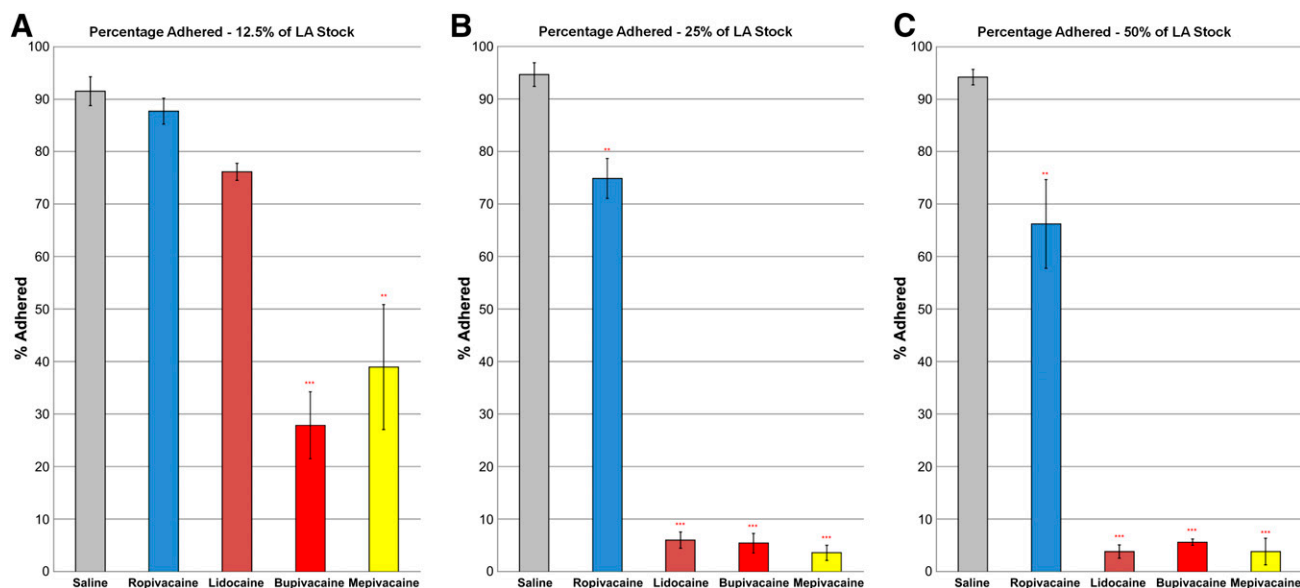 A
Percentage Adhered - 12.5% of LA Stock
100
90
80
70
60
50
40
30
20
10
0
% Adhered
**
***
Saline Ropivacaine Lidocaine Bupivacaine Mepivacaine
B
Percentage Adhered - 25% of LA Stock
100
90
80
70
60
50
40
30
20
10
0
% Adhered
**
*** *** ***
Saline Ropivacaine Lidocaine Bupivacaine Mepivacaine
C
Percentage Adhered - 50% of LA Stock
100
90
80
70
60
50
40
30
20
10
0
% Adhered
**
*** *** ***
Saline Ropivacaine Lidocaine Bupivacaine Mepivacaine